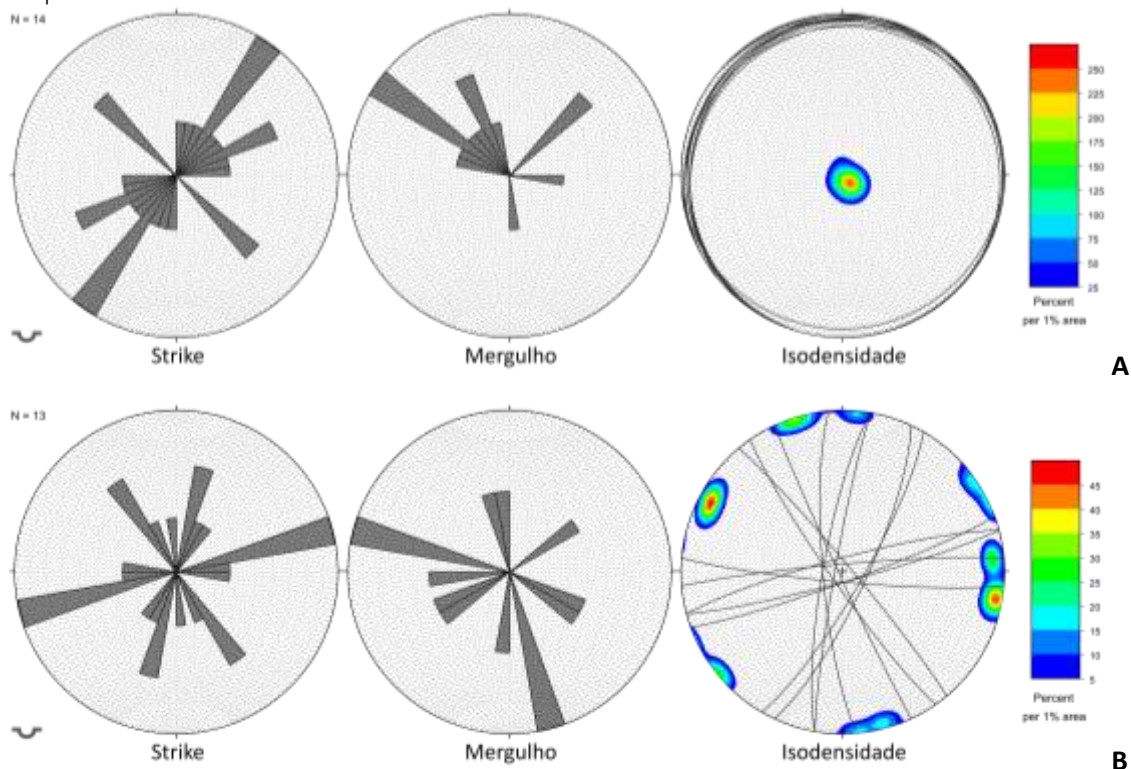 N = 14
250
225
200
175
150
125
100
75
50
25
Percent
per 1% area
Strike
Mergulho
Isodensidade
A
N = 13
45
40
35
30
25
20
15
10
5
Percent
per 1% area
Strike
Mergulho
Isodensidade
B